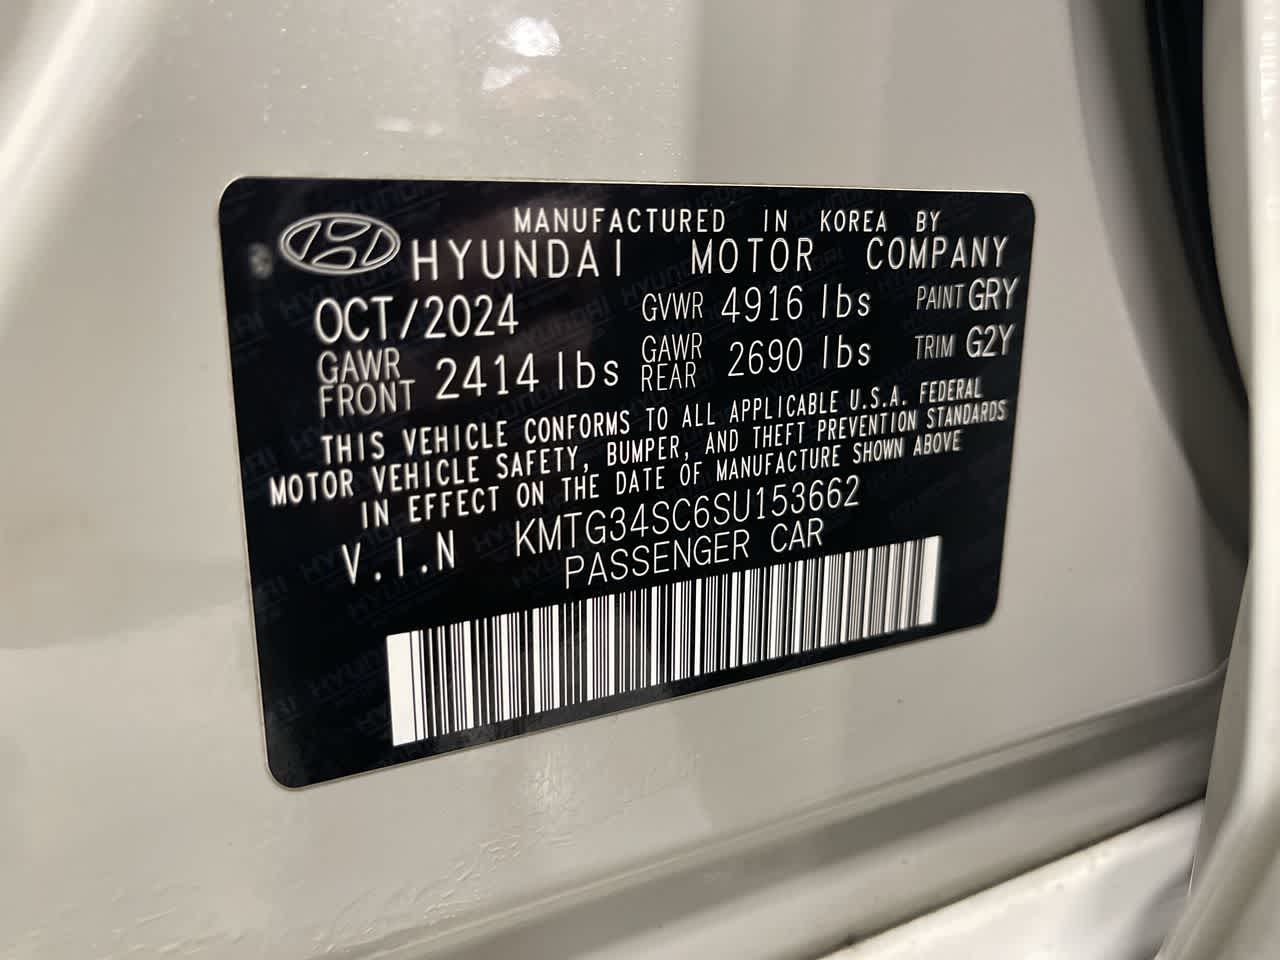 MANUFACTURED IN KOREA BY
HYUNDAI MOTOR COMPANY
OCT/2024 GVWR 4916 lbs PAINT GRY
GAWR FRONT 2414 lbs GAWR REAR 2690 lbs TRIM G2Y
THIS VEHICLE CONFORMS TO ALL APPLICABLE U.S.A. FEDERAL
MOTOR VEHICLE SAFETY, BUMPER, AND THEFT PREVENTION STANDARDS
IN EFFECT ON THE DATE OF MANUFACTURE SHOWN ABOVE
V.I.N KMTG34SC6SU153662
PASSENGER CAR